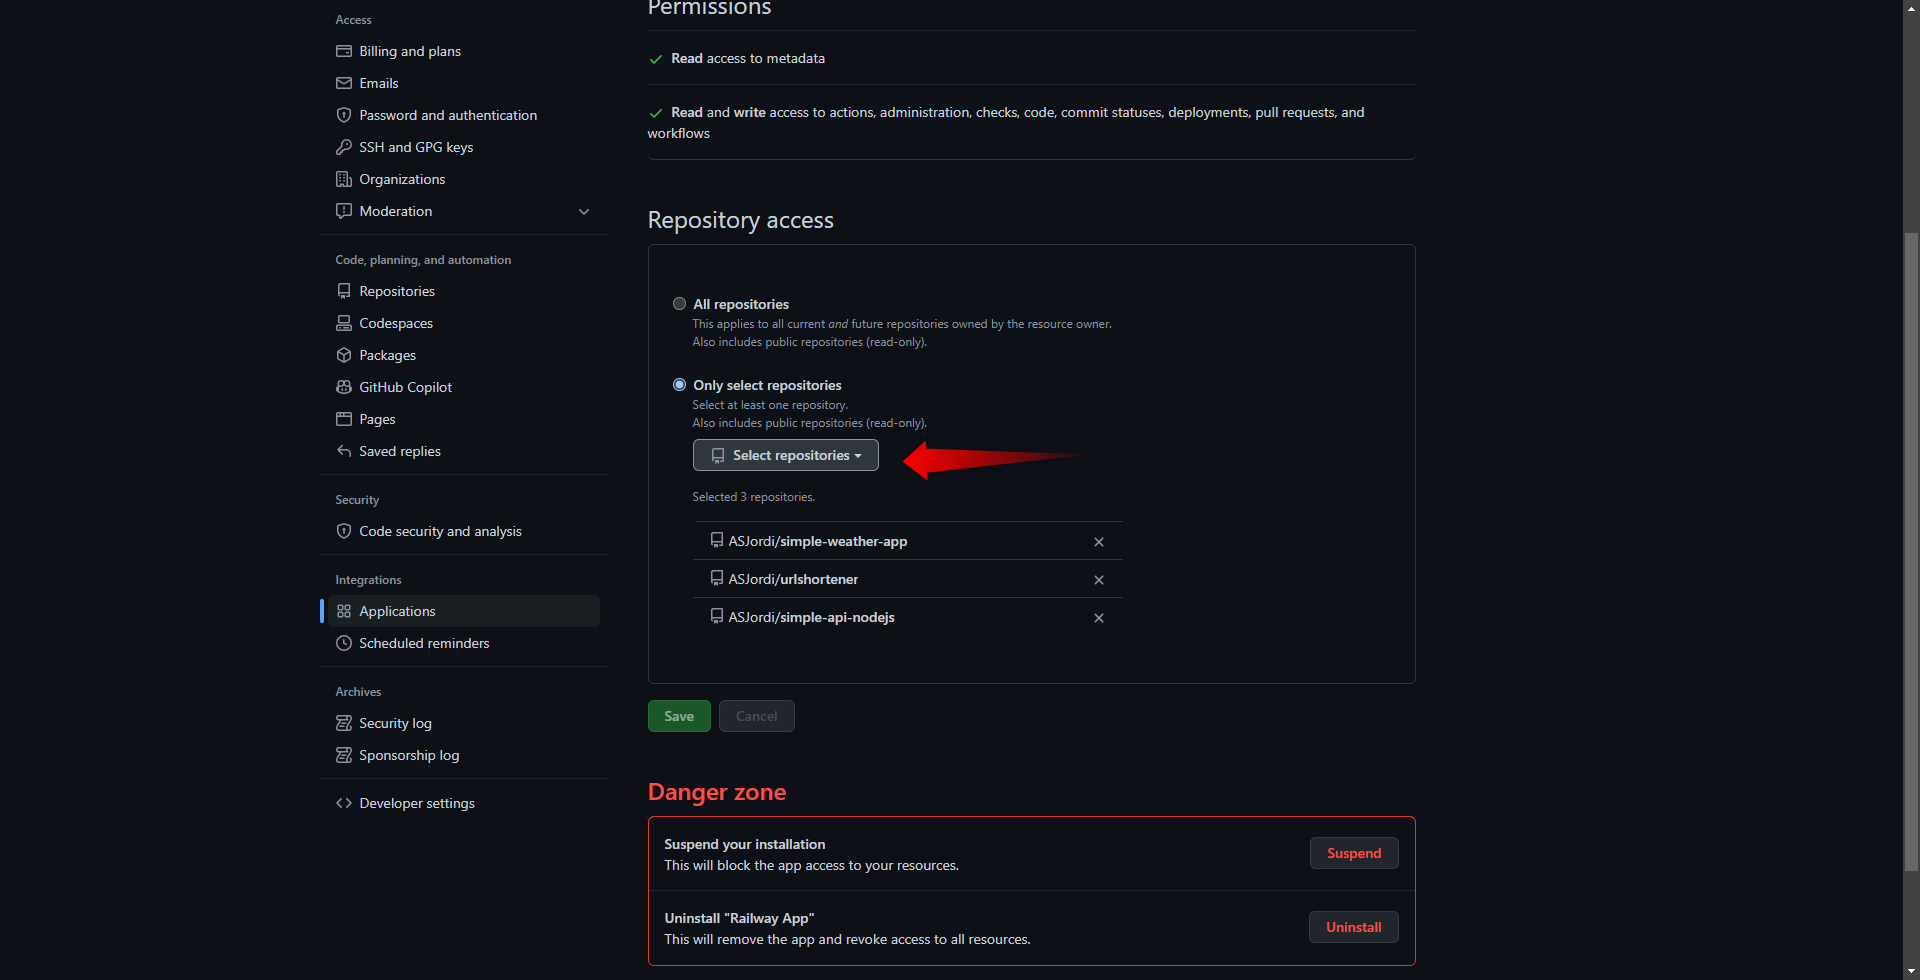 Access
Billing and plans
Emails
Password and authentication
SSH and GPG keys
Organizations
Moderation
Code, planning, and automation
Repositories
Codespaces
Packages
GitHub Copilot
Pages
Saved replies
Security
Code security and analysis
Integrations
Applications
Scheduled reminders
Archives
Security log
Sponsorship log
Developer settings
Permissions
Read access to metadata
Read and write access to actions, administration, checks, code, commit statuses, deployments, pull requests, and
workflows
Repository access
All repositories
This applies to all current and future repositories owned by the resource owner.
Also includes public repositories (read-only).
Only select repositories
Select at least one repository.
Also includes public repositories (read-only).
Select repositories
Selected 3 repositories.
ASJordi/simple-weather-app
ASJordi/urlshortener
ASJordi/simple-api-nodejs
Save Cancel
Danger zone
Suspend your installation
This will block the app access to your resources.
Suspend
Uninstall "Railway App"
This will remove the app and revoke access to all resources.
Uninstall